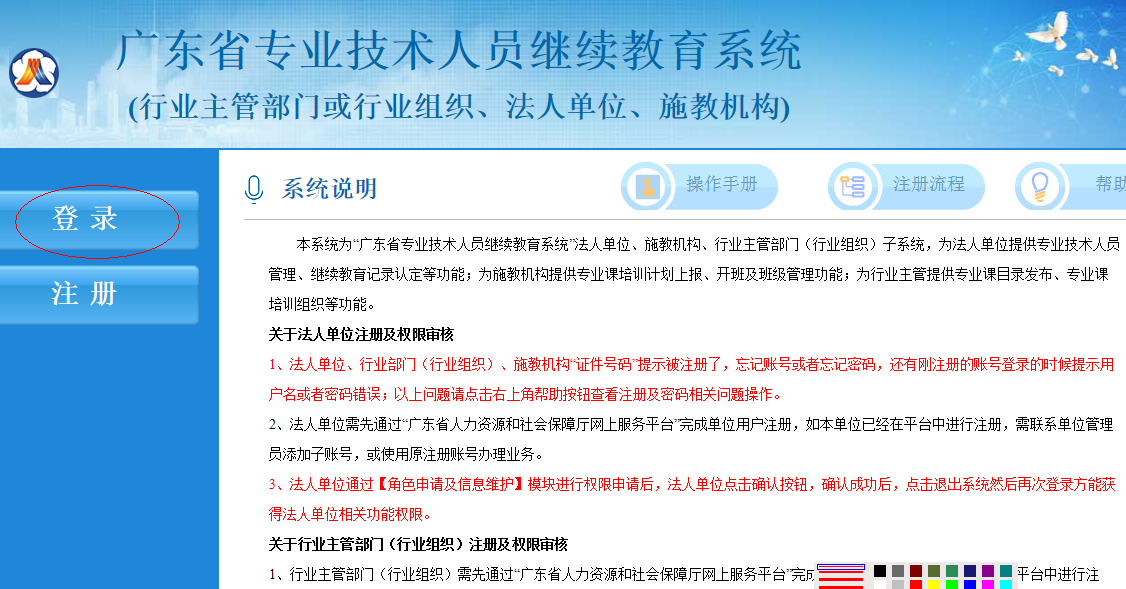 广东省专业技术人员继续教育系统
(行业主管部门或行业组织、法人单位、施教机构)
登 录
注 册
系统说明
操作手册
注册流程
帮助
本系统为“广东省专业技术人员继续教育系统”法人单位、施教机构、行业主管部门（行业组织）子系统，为法人单位提供专业技术人员
管理、继续教育记录认定等功能；为施教机构提供专业课培训计划上报、开班及班级管理功能；为行业主管提供专业课目录发布、专业课
培训组织等功能。
关于法人单位注册及权限审核
1、法人单位、行业部门（行业组织）、施教机构“证件号码”提示被注册了，忘记账号或者忘记密码，还有刚注册的账号登录的时候提示用
户名或者密码错误；以上问题请点击右上角帮助按钮查看注册及密码相关问题操作。
2、法人单位需先通过“广东省人力资源和社会保障厅网上服务平台”完成单位用户注册，如本单位已经在平台中进行注册，需联系单位管理
员添加子账号，或使用原注册账号办理业务。
3、法人单位通过【角色申请及信息维护】模块进行权限申请后，法人单位点击确认按钮，确认成功后，点击退出系统然后再次登录方能获
得法人单位相关功能权限。
关于行业主管部门（行业组织）注册及权限审核
1、行业主管部门（行业组织）需先通过“广东省人力资源和社会保障厅网上服务平台”完成 平台中进行注